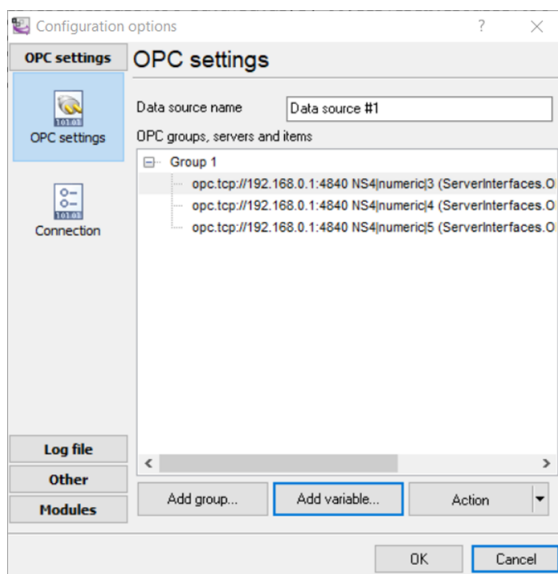 Configuration options
OPC settings
OPC settings
OPC settings
Connection
Data source name
Data source #1
OPC groups, servers and items
Group 1
opc.tcp://192.168.0.1:4840 NS4|numeric|3 (ServerInterfaces.O
opc.tcp://192.168.0.1:4840 NS4|numeric|4 (ServerInterfaces.O
opc.tcp://192.168.0.1:4840 NS4|numeric|5 (ServerInterfaces.O
Log file
Other
Modules
Add group...
Add variable...
Action
OK
Cancel